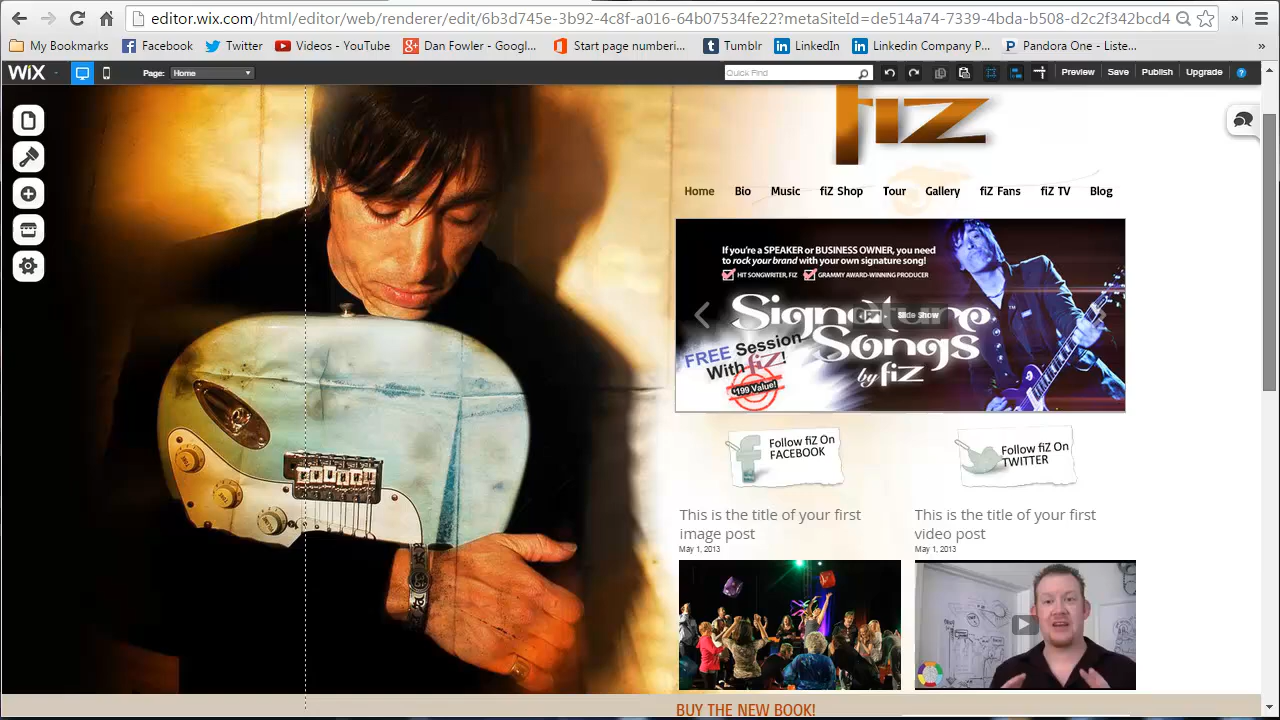 editor.wix.com/html/editor/web/renderer/edit/6b3d745e-3b92-4c8f-a016-64b07534fe22?metaSiteId=de514a74-7339-4bda-b508-d2c2f342bcd4
My Bookmarks Facebook Twitter Videos - YouTube Dan Fowler - Googl... Start page numberi... Tumblr LinkedIn Linkedin Company P... Pandora One - Liste...
WiX Page: Home Quick Find Preview Save Publish Upgrade ?
fiZ
Home Bio Music fiZ Shop Tour Gallery fiZ Fans fiZ TV Blog
If you're a SPEAKER or BUSINESS OWNER, you need
to rock your brand with your own signature song!
HIT SONGWRITER, FIZ GRAMMY AWARD-WINNING PRODUCER
Signature
Slide Show
Songs
by fiZ
FREE Session
With fiZ!
$199 Value!
Follow fiZ On
FACEBOOK
Follow fiZ On
TWITTER
This is the title of your first
image post
May 1, 2013
This is the title of your first
video post
May 1, 2013
BUY THE NEW BOOK!